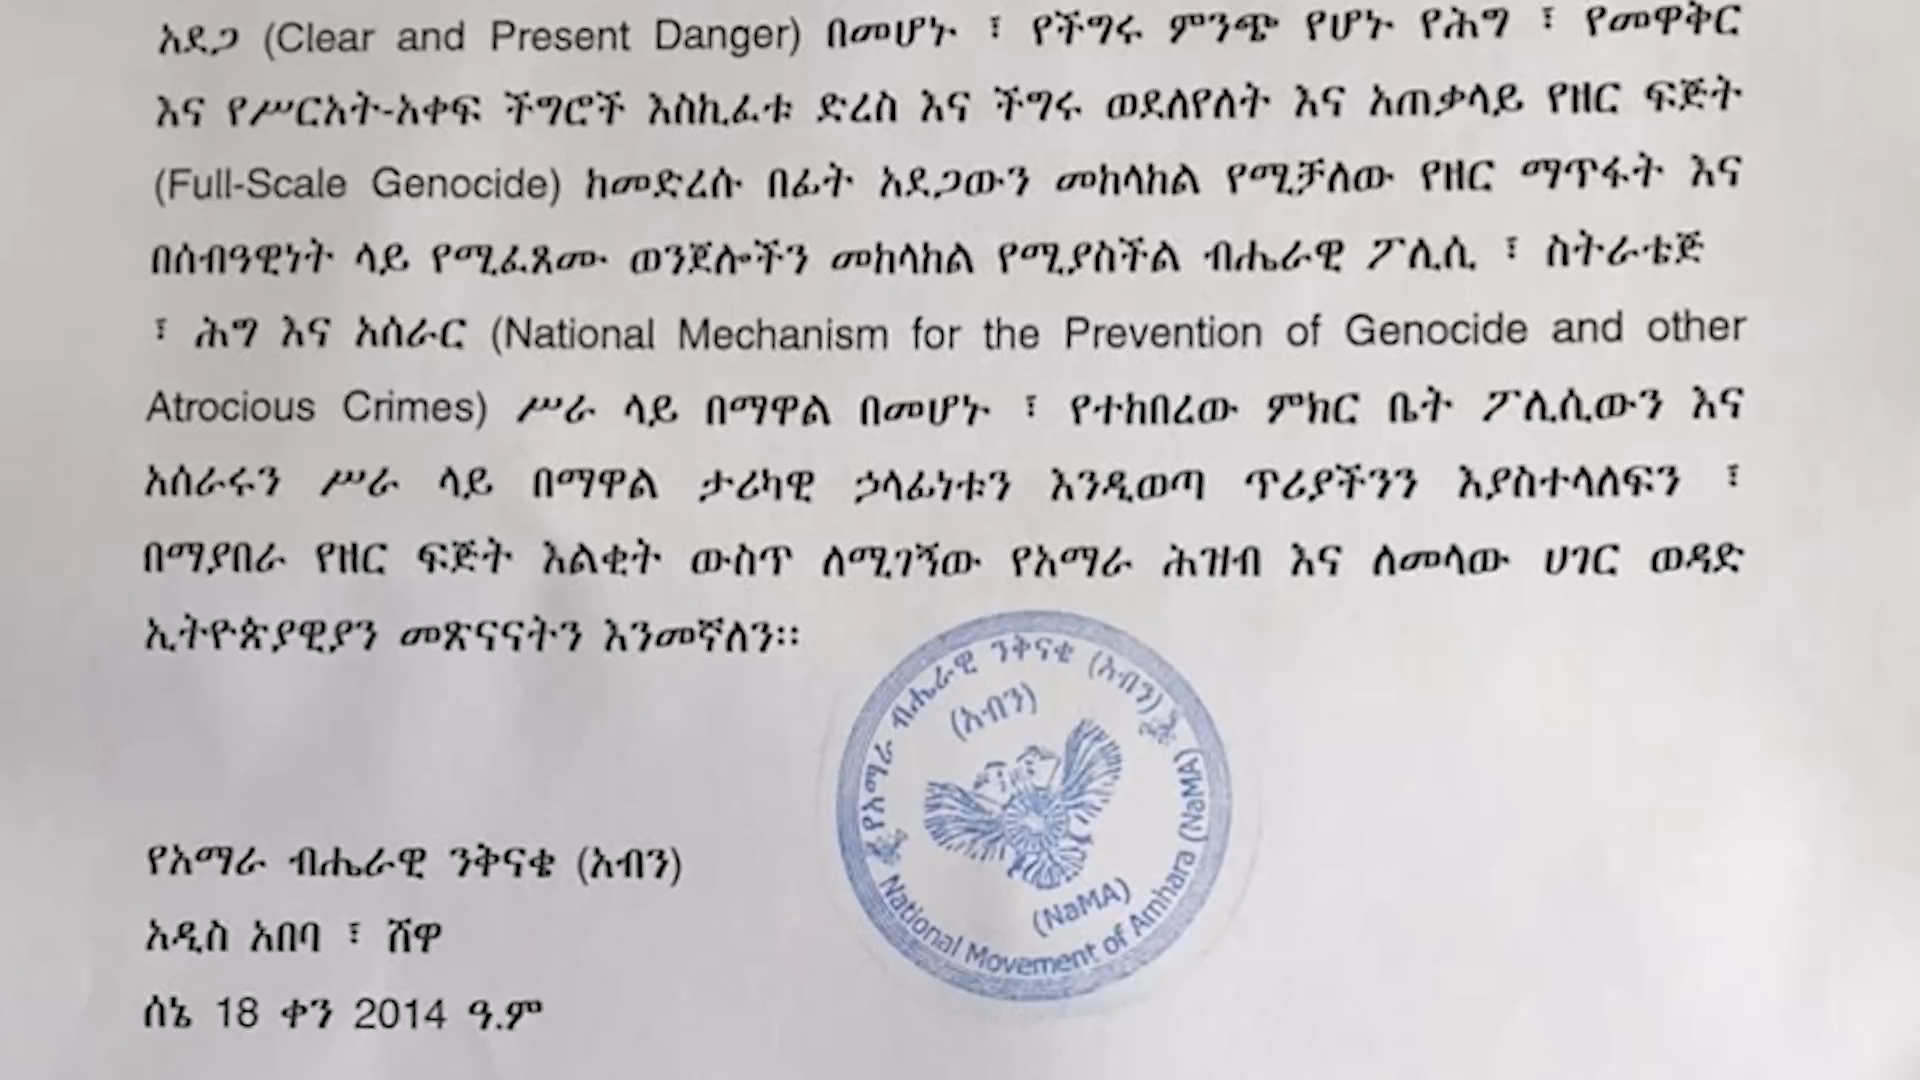 አደጋ (Clear and Present Danger) በመሆኑ ፣ የችግሩ ምንጭ የሆኑ የሕግ ፣ የመዋቅር
እና የሥርአት-አቀፍ ችግሮች እስኪፈቱ ድረስ እና ችግሩ ወደለየለት እና አጠቃላይ የዘር ፍጅት
(Full-Scale Genocide) ከመድረሱ በፊት አደጋውን መከላከል የሚቻለው የዘር ማጥፋት እና
በሰብዓዊነት ላይ የሚፈጸሙ ወንጀሎችን መከላከል የሚያስችል ብሔራዊ ፖሊሲ ፣ ስትራቴጅ
፣ ሕግ እና አሰራር (National Mechanism for the Prevention of Genocide and other
Atrocious Crimes) ሥራ ላይ በማዋል በመሆኑ ፣ የተከበረው ምክር ቤት ፖሊሲውን እና
አሰራሩን ሥራ ላይ በማዋል ታሪካዊ ኃላፊነቱን እንዲወጣ ጥሪያችንን እያስተላለፍን ፣
በማያበራ የዘር ፍጅት እልቂት ውስጥ ለሚገኝው የአማራ ሕዝብ እና ለመላው ሀገር ወዳድ
ኢትዮጵያዊያን መጽናናትን እንመኛለን፡፡
የአማራ ብሔራዊ ንቅናቄ (አብን)
(አብን)
(NaMA)
National Movement of Amhara (NaMA)
የአማራ ብሔራዊ ንቅናቄ (አብን)
አዲስ አበባ ፣ ሸዋ
ሰኔ 18 ቀን 2014 ዓ.ም